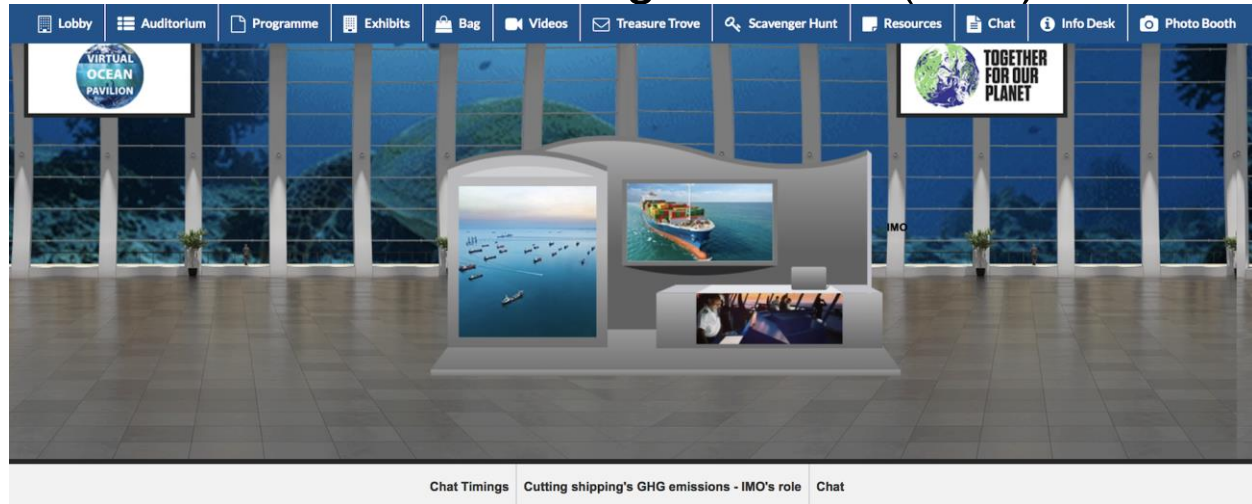 Lobby Auditorium Programme Exhibits Bag Videos Treasure Trove Scavenger Hunt Resources Chat Info Desk Photo Booth
VIRTUAL
OCEAN
PAVILION
TOGETHER
FOR OUR
PLANET
IMO
Chat Timings Cutting shipping's GHG emissions - IMO's role Chat